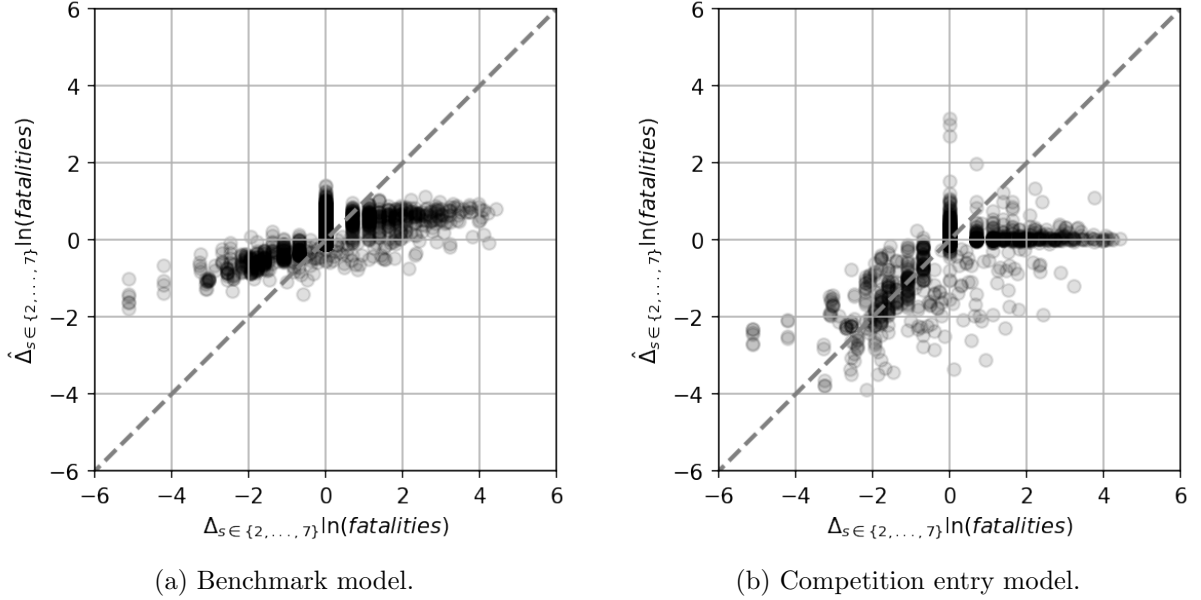 6
4
2
0
−2
−4
−6
−6 −4 −2 0 2 4 6
Δ̂_{s∈{2,...,7}}ln(fatalities)
Δ_{s∈{2,...,7}}ln(fatalities)
(a) Benchmark model.
6
4
2
0
−2
−4
−6
−6 −4 −2 0 2 4 6
Δ̂_{s∈{2,...,7}}ln(fatalities)
Δ_{s∈{2,...,7}}ln(fatalities)
(b) Competition entry model.